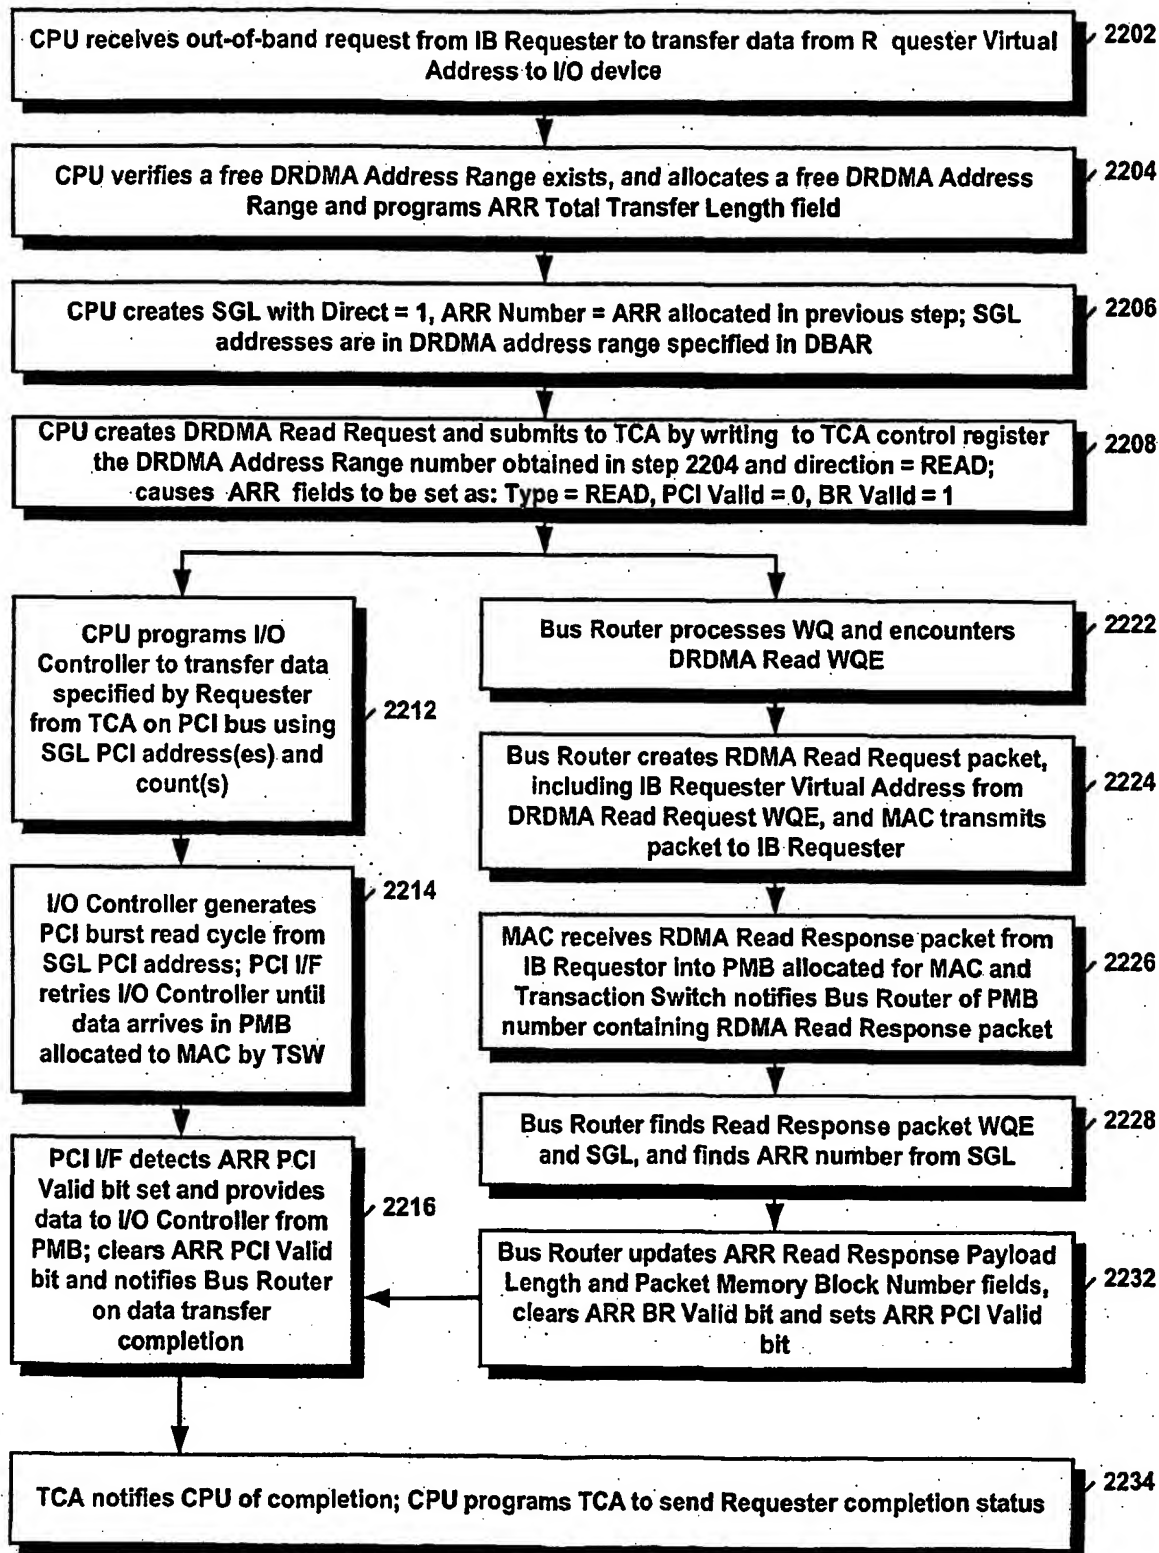 CPU receives out-of-band request from IB Requester to transfer data from R quester Virtual
Address to I/O device
2202
CPU verifies a free DRDMA Address Range exists, and allocates a free DRDMA Address
Range and programs ARR Total Transfer Length field
2204
CPU creates SGL with Direct = 1, ARR Number = ARR allocated in previous step; SGL
addresses are in DRDMA address range specified in DBAR
2206
CPU creates DRDMA Read Request and submits to TCA by writing to TCA control register
the DRDMA Address Range number obtained in step 2204 and direction = READ;
causes ARR fields to be set as: Type = READ, PCI Valid = 0, BR Valid = 1
2208
CPU programs I/O
Controller to transfer data
specified by Requester
from TCA on PCI bus using
SGL PCI address(es) and
count(s)
2212
I/O Controller generates
PCI burst read cycle from
SGL PCI address; PCI I/F
retries I/O Controller until
data arrives in PMB
allocated to MAC by TSW
2214
PCI I/F detects ARR PCI
Valid bit set and provides
data to I/O Controller from
PMB; clears ARR PCI Valid
bit and notifies Bus Router
on data transfer
completion
2216
Bus Router processes WQ and encounters
DRDMA Read WQE
2222
Bus Router creates RDMA Read Request packet,
including IB Requester Virtual Address from
DRDMA Read Request WQE, and MAC transmits
packet to IB Requester
2224
MAC receives RDMA Read Response packet from
IB Requestor into PMB allocated for MAC and
Transaction Switch notifies Bus Router of PMB
number containing RDMA Read Response packet
2226
Bus Router finds Read Response packet WQE
and SGL, and finds ARR number from SGL
2228
Bus Router updates ARR Read Response Payload
Length and Packet Memory Block Number fields,
clears ARR BR Valid bit and sets ARR PCI Valid
bit
2232
TCA notifies CPU of completion; CPU programs TCA to send Requester completion status
2234